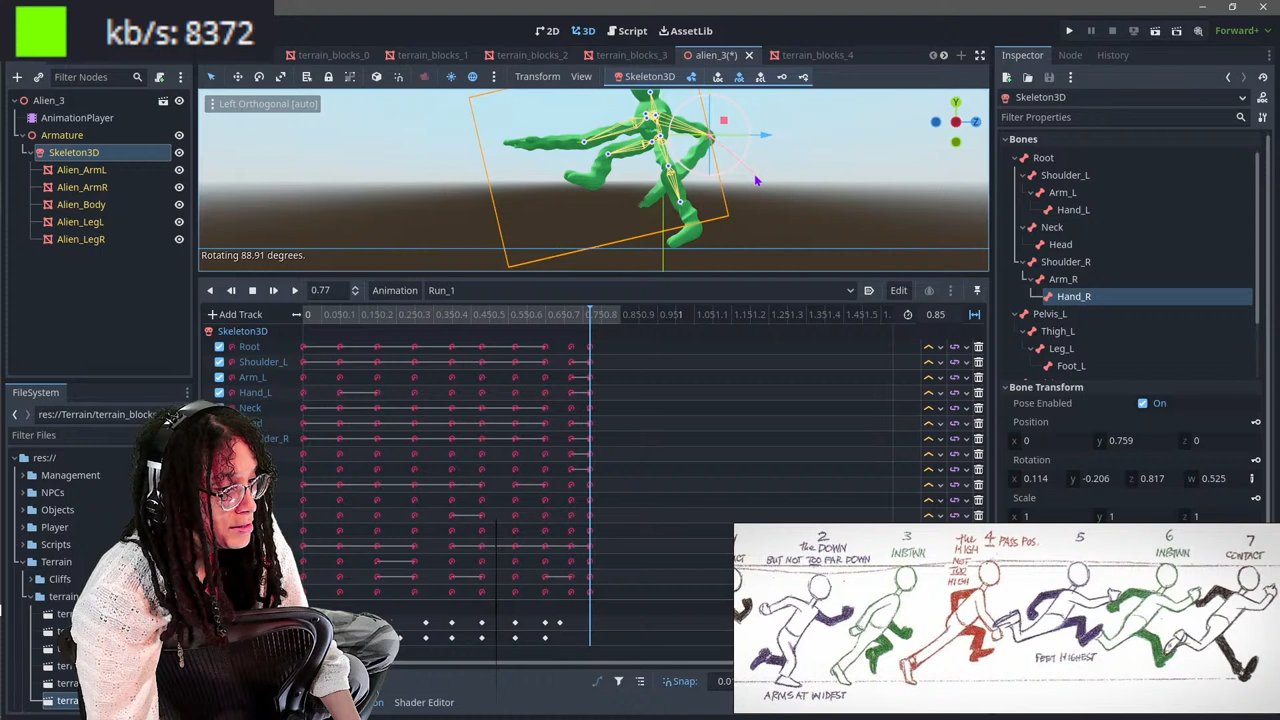 kb/s: 8372
2D 3D Script AssetLib
Forward+
Filter Nodes
terrain_blocks_0 terrain_blocks_1 terrain_blocks_2 terrain_blocks_3 alien_3(*) terrain_blocks_4
Inspector Node History
Transform View Skeleton3D
Alien_3
AnimationPlayer
Armature
Skeleton3D
Alien_ArmL
Alien_ArmR
Alien_Body
Alien_LegL
Alien_LegR
Left Orthogonal [auto]
Y
Z
Rotating 88.91 degrees.
Skeleton3D
Filter Properties
Bones
Root
Shoulder_L
Arm_L
Hand_L
Neck
Head
Shoulder_R
Arm_R
Hand_R
Pelvis_L
Thigh_L
Leg_L
Foot_L
Bone Transform
Pose Enabled On
Position
x 0 y 0.759 z 0
Rotation
x 0.114 y -0.206 z 0.817 w 0.525
Scale
x 1 y 1 z 1
0.77 Animation Run_1 Edit
Add Track
0.85
Skeleton3D
Root
Shoulder_L
Arm_L
Hand_L
Neck
FileSystem
res://Terrain/terrain_blocks
Filter Files
res://
Management
NPCs
Objects
Player
Scripts
Terrain
Cliffs
Snap:
Shader Editor
2 3 the 4 PASS POS. 5 6 7
the DOWN
BUT NOT TOO FAR DOWN
INBTWN
HIGH
NOT
TOO
HIGH
INBTWN
CONTACT
FEET HIGHEST
ARMS AT WIDEST